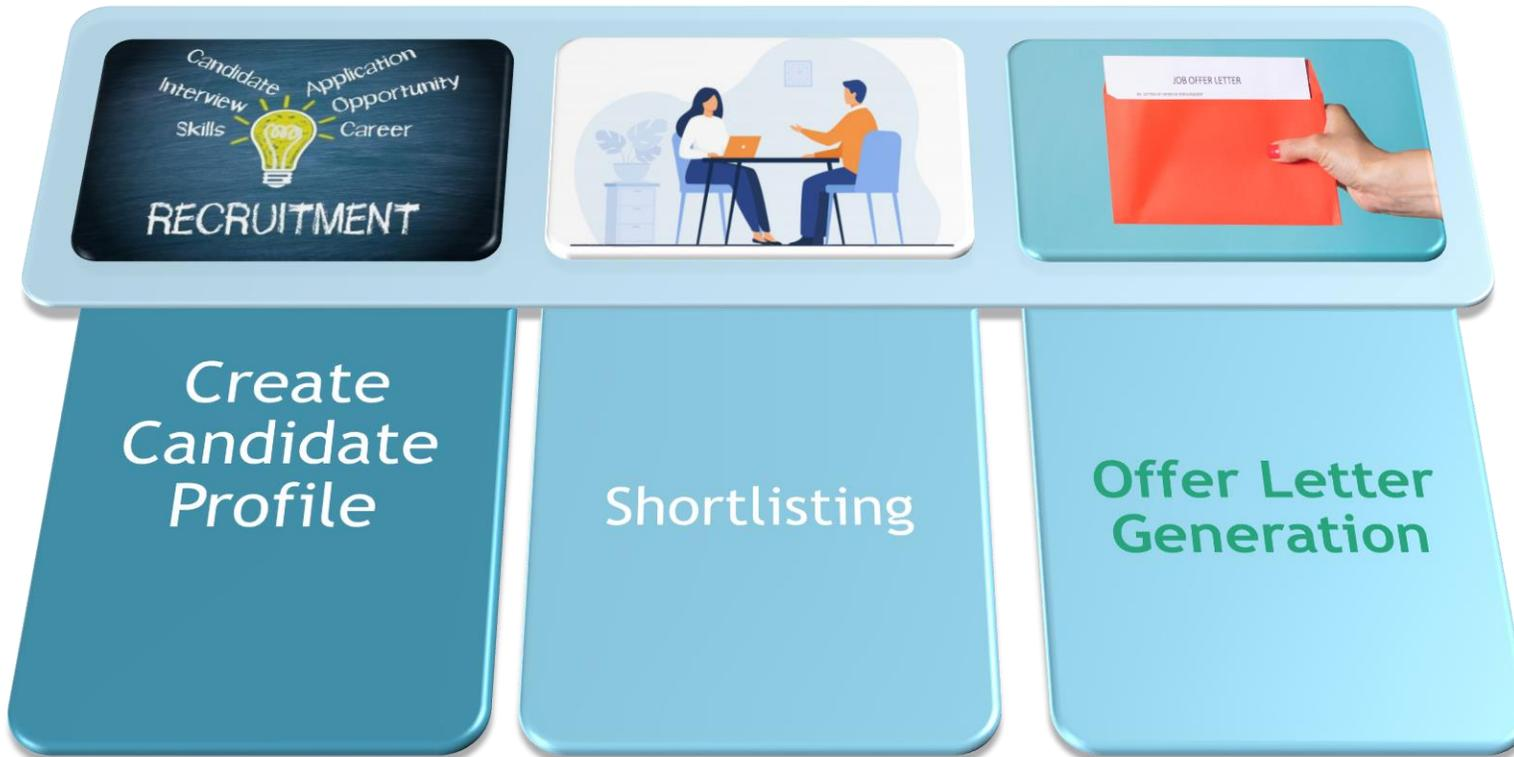 Candidate
Application
Interview
Opportunity
Skills
Career
RECRUITMENT
JOB OFFER LETTER
Create
Candidate
Profile
Shortlisting
Offer Letter
Generation